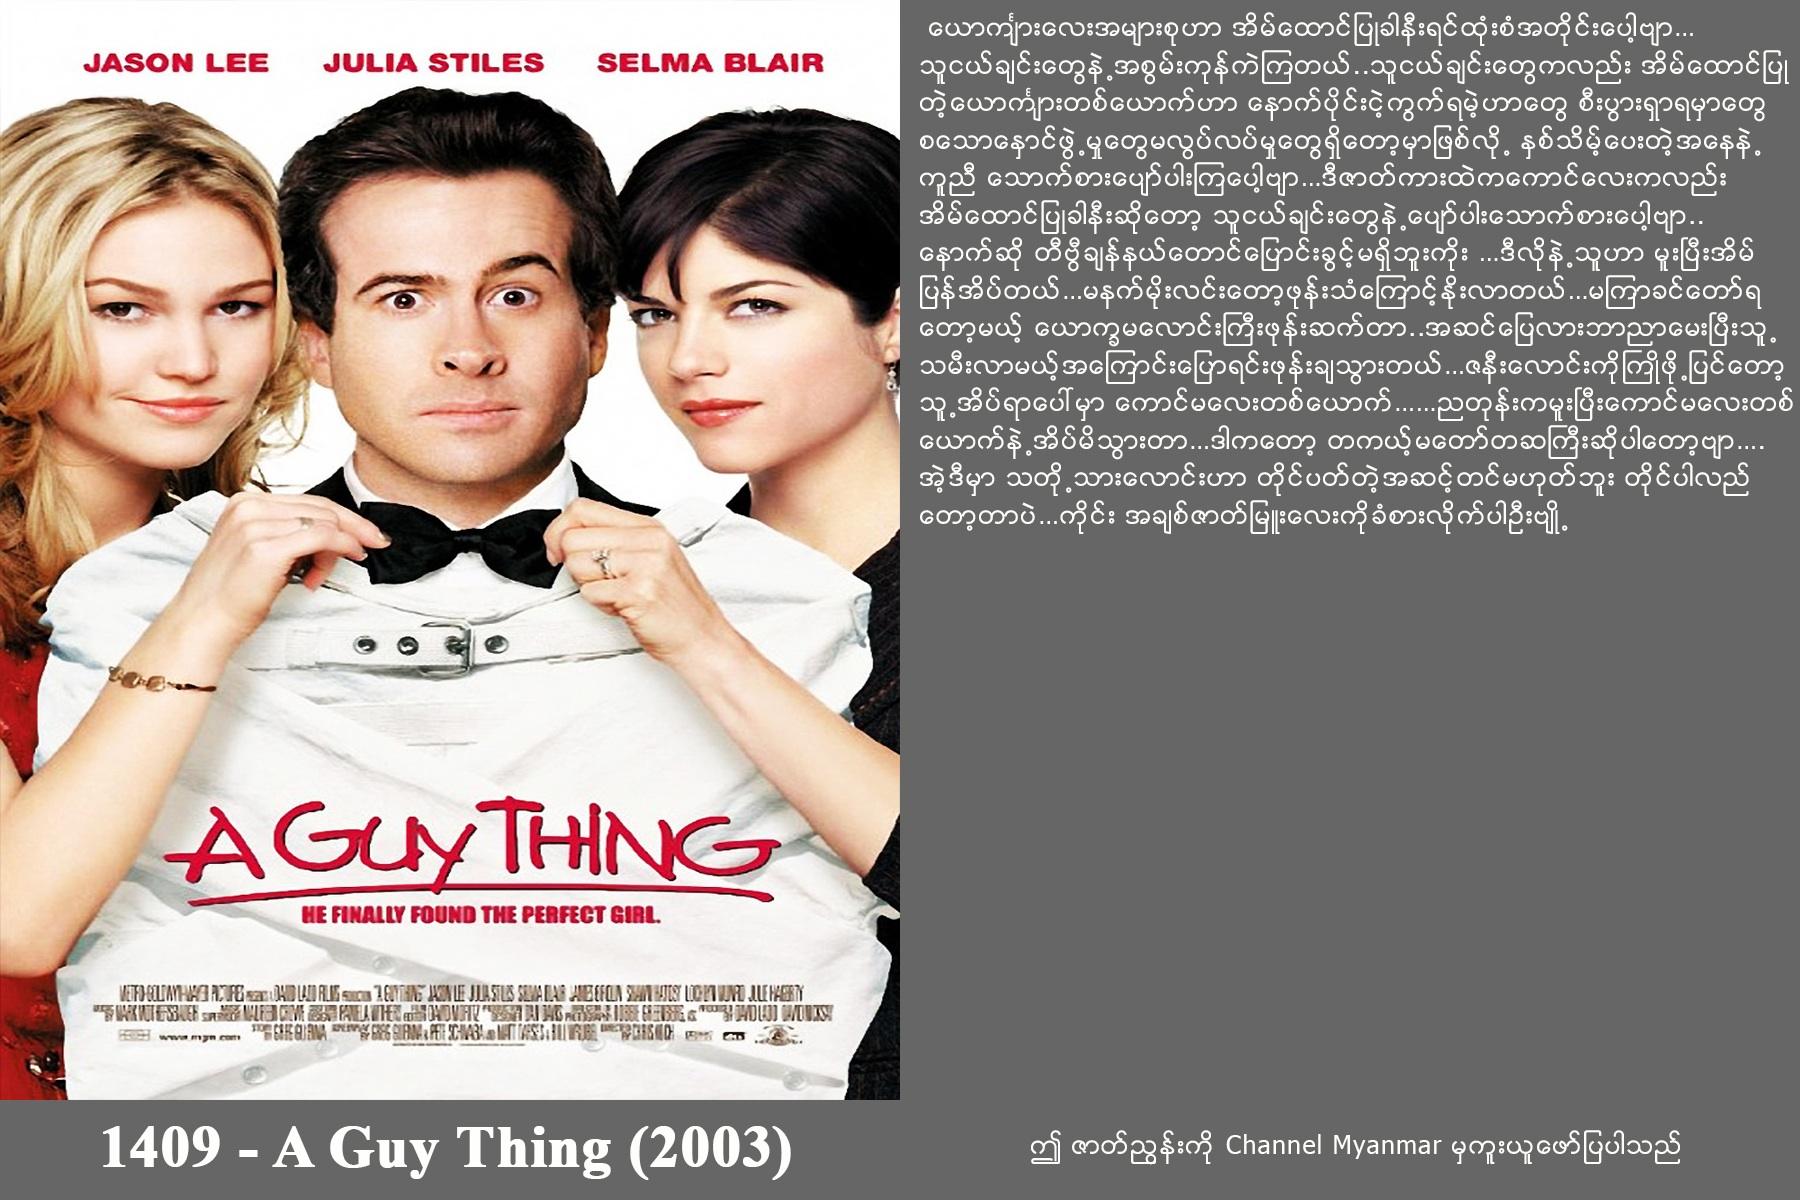 JASON LEE JULIA STILES SELMA BLAIR
A GUY THING
HE FINALLY FOUND THE PERFECT GIRL.
www.mgm.com
1409 - A Guy Thing (2003)
ယောင်္ကျားလေးအများစုဟာ အိမ်ထောင်ပြုခါနီးရင်ထုံးစံအတိုင်းပေါ့ဗျာ...
သူငယ်ချင်းတွေနဲ့အစွမ်းကုန်ကဲကြတယ်..သူငယ်ချင်းတွေကလည်း အိမ်ထောင်ပြု
တဲ့ယောင်္ကျားတစ်ယောက်ဟာ နောက်ပိုင်းငဲ့ကွက်ရမဲ့ဟာတွေ စီးပွားရှာရမှာတွေ
စသောနှောင်ဖွဲ့မှုတွေမလွပ်လပ်မှုတွေရှိတော့မှာဖြစ်လို့ နှစ်သိမ့်ပေးတဲ့အနေနဲ့
ကူညီ သောက်စားပျော်ပါးကြပေါ့ဗျာ...ဒီဇာတ်ကားထဲကကောင်လေးကလည်း
အိမ်ထောင်ပြုခါနီးဆိုတော့ သူငယ်ချင်းတွေနဲ့ပျော်ပါးသောက်စားပေါ့ဗျာ..
နောက်ဆို တီဗွီချန်နယ်တောင်ပြောင်းခွင့်မရှိဘူးကိုး ...ဒီလိုနဲ့သူဟာ မူးပြီးအိမ်
ပြန်အိပ်တယ်...မနက်မိုးလင်းတော့ဖုန်းသံကြောင့်နိုးလာတယ်...မကြာခင်တော်ရ
တော့မယ့် ယောက္ခမလောင်းကြီးဖုန်းဆက်တာ..အဆင်ပြေလားဘာညာမေးပြီးသူ့
သမီးလာမယ့်အကြောင်းပြောရင်းဖုန်းချသွားတယ်...ဇနီးလောင်းကိုကြိုဖို့ပြင်တော့
သူ့အိပ်ရာပေါ်မှာ ကောင်မလေးတစ်ယောက်......ညတုန်းကမူးပြီးကောင်မလေးတစ်
ယောက်နဲ့အိပ်မိသွားတာ...ဒါကတော့ တကယ့်မတော်တဆကြီးဆိုပါတော့ဗျာ....
အဲ့ဒီမှာ သတို့သားလောင်းဟာ တိုင်ပတ်တဲ့အဆင့်တင်မဟုတ်ဘူး တိုင်ပါလည်
တော့တာပဲ...ကိုင်း အချစ်ဇာတ်မြူးလေးကိုခံစားလိုက်ပါဦးဗျို့
ဤ ဇာတ်ညွှန်းကို Channel Myanmar မှကူးယူဖော်ပြပါသည်